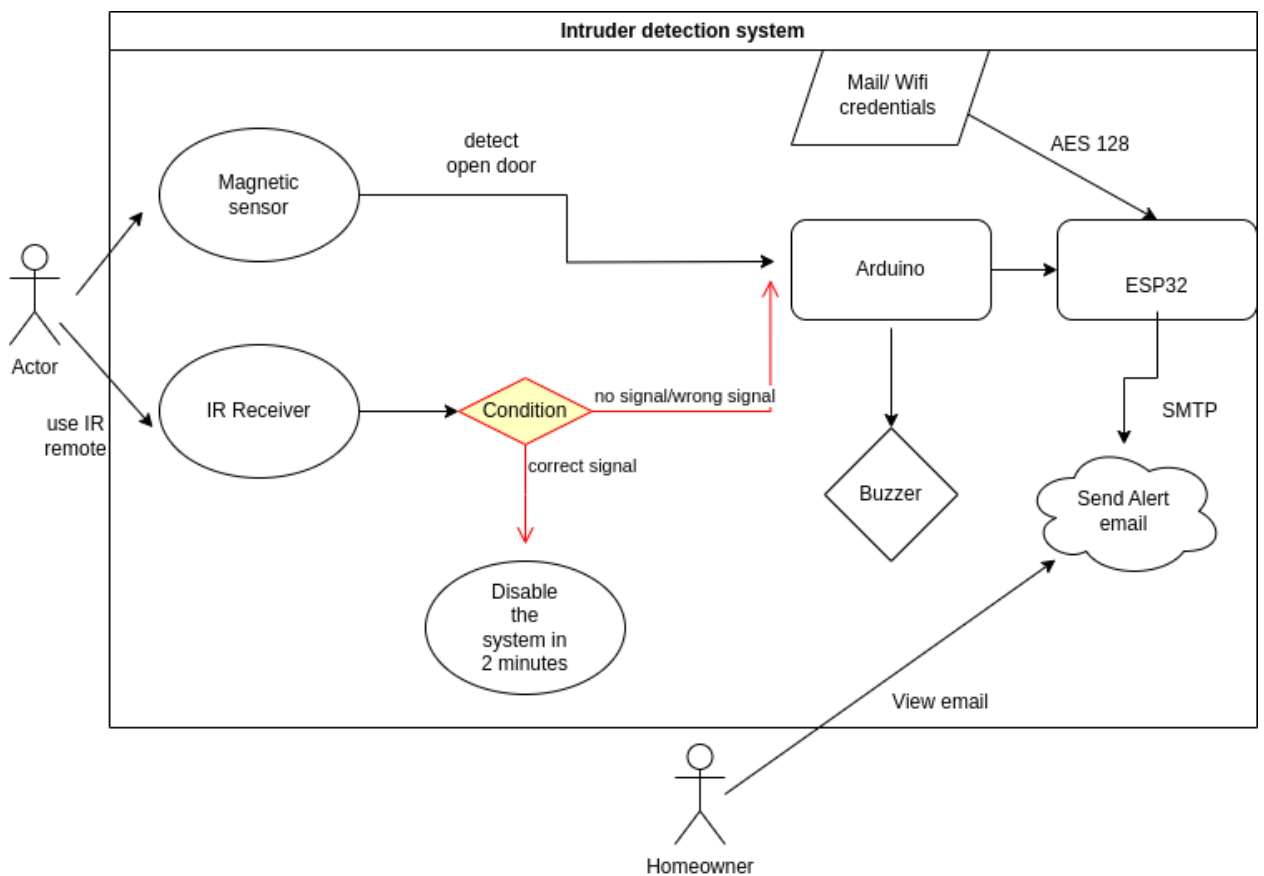 Intruder detection system
Mail/ Wifi
credentials
AES 128
detect
open door
Magnetic
sensor
Arduino
ESP32
Actor
use IR
remote
IR Receiver
Condition
no signal/wrong signal
correct signal
SMTP
Buzzer
Send Alert
email
Disable
the
system in
2 minutes
View email
Homeowner